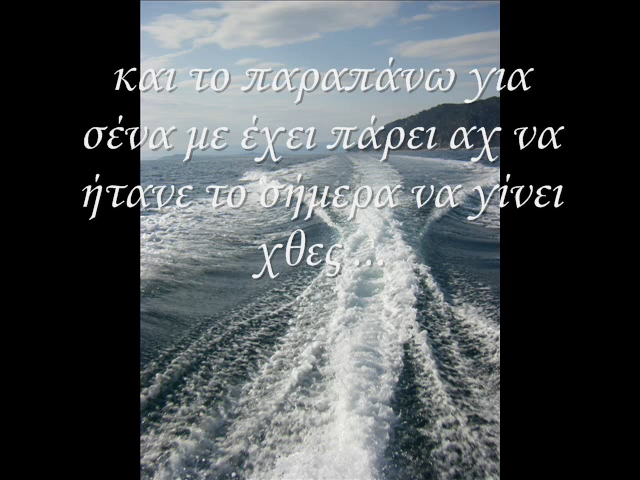 και το παραπάνω για
σένα με έχει πάρει αχ να
ήτανε το σήμερα να γίνει
χθες ...